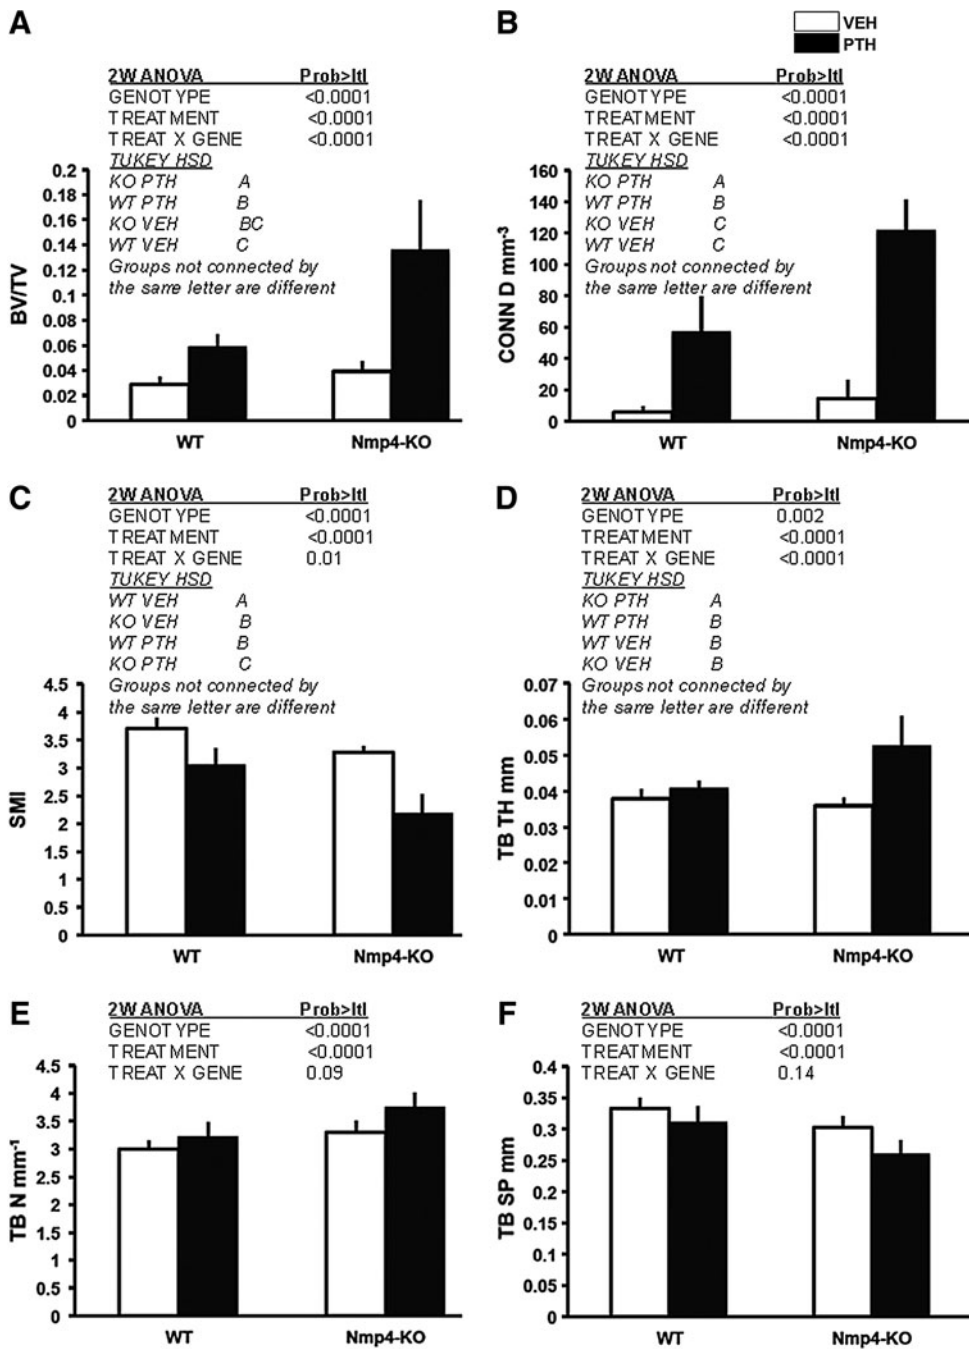 A
2W ANOVA Prob>ltl
GENOTYPE <0.0001
TREATMENT <0.0001
TREAT X GENE <0.0001
TUKEY HSD
KO PTH A
WT PTH B
KO VEH BC
WT VEH C
Groups not connected by
the same letter are different
BV/TV
0.2
0.18
0.16
0.14
0.12
0.1
0.08
0.06
0.04
0.02
0
WT Nmp4-KO
B
VEH
PTH
2W ANOVA Prob>ltl
GENOTYPE <0.0001
TREATMENT <0.0001
TREAT X GENE <0.0001
TUKEY HSD
KO PTH A
WT PTH B
KO VEH C
WT VEH C
Groups not connected by
the same letter are different
CONN D mm-3
160
140
120
100
80
60
40
20
0
WT Nmp4-KO
C
2W ANOVA Prob>ltl
GENOTYPE <0.0001
TREATMENT <0.0001
TREAT X GENE 0.01
TUKEY HSD
WT VEH A
KO VEH B
WT PTH B
KO PTH C
Groups not connected by
the same letter are different
SMI
4.5
4
3.5
3
2.5
2
1.5
1
0.5
0
WT Nmp4-KO
D
2W ANOVA Prob>ltl
GENOTYPE 0.002
TREATMENT <0.0001
TREAT X GENE <0.0001
TUKEY HSD
KO PTH A
WT PTH B
WT VEH B
KO VEH B
Groups not connected by
the same letter are different
TB TH mm
0.07
0.06
0.05
0.04
0.03
0.02
0.01
0
WT Nmp4-KO
E
2W ANOVA Prob>ltl
GENOTYPE <0.0001
TREATMENT <0.0001
TREAT X GENE 0.09
TB N mm-1
4.5
4
3.5
3
2.5
2
1.5
1
0.5
0
WT Nmp4-KO
F
2W ANOVA Prob>ltl
GENOTYPE <0.0001
TREATMENT <0.0001
TREAT X GENE 0.14
TB SP mm
0.4
0.35
0.3
0.25
0.2
0.15
0.1
0.05
0
WT Nmp4-KO